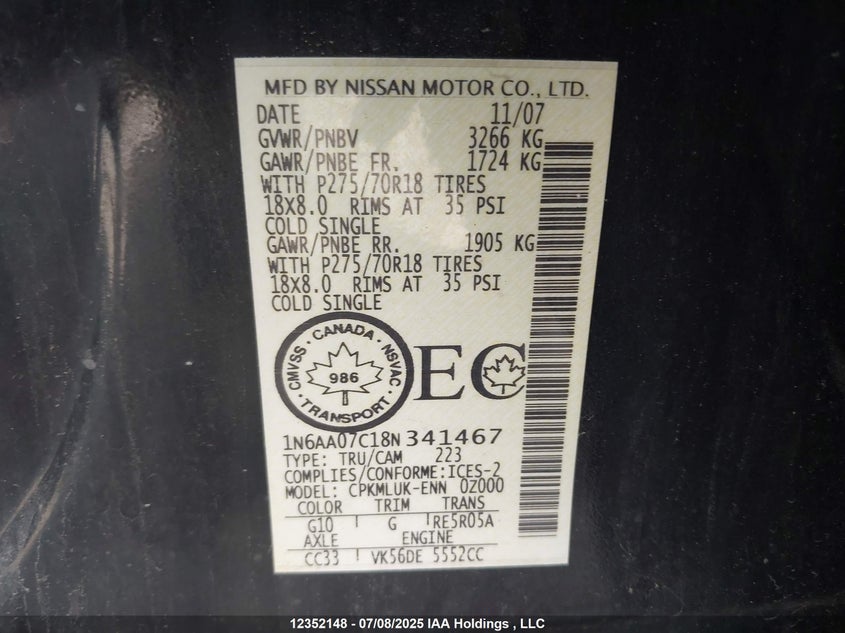 MFD BY NISSAN MOTOR CO., LTD.
DATE 11/07
GVWR/PNBV 3266 KG
GAWR/PNBE FR. 1724 KG
WITH P275/70R18 TIRES
18X8.0 RIMS AT 35 PSI
COLD SINGLE
GAWR/PNBE RR. 1905 KG
WITH P275/70R18 TIRES
18X8.0 RIMS AT 35 PSI
COLD SINGLE
CMVSS · CANADA · NSVAC · TRANSPORT ·
986
EC
1N6AA07C18N341467
TYPE: TRU/CAM 223
COMPLIES/CONFORME:ICES-2
MODEL: CPKMLUK-ENN 0Z000
COLOR TRIM TRANS
G10 G RE5R05A
AXLE ENGINE
CC33 VK56DE 5552CC
12352148 - 07/08/2025 IAA Holdings , LLC